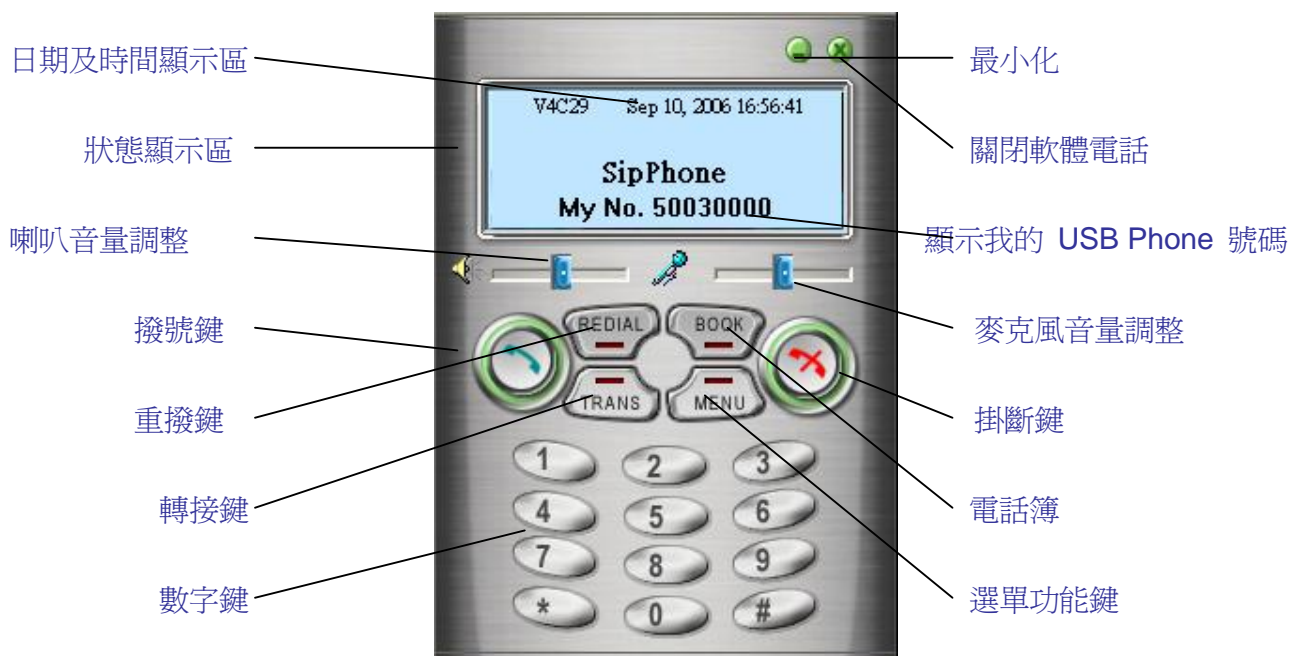 日期及時間顯示區
最小化
V4C29 Sep 10, 2006 16:56:41
狀態顯示區
關閉軟體電話
SipPhone
My No. 50030000
喇叭音量調整
顯示我的 USB Phone 號碼
撥號鍵
REDIAL
BOOK
麥克風音量調整
重撥鍵
TRANS
MENU
掛斷鍵
1
2
3
轉接鍵
4
5
6
電話簿
7
8
9
數字鍵
*
0
#
選單功能鍵